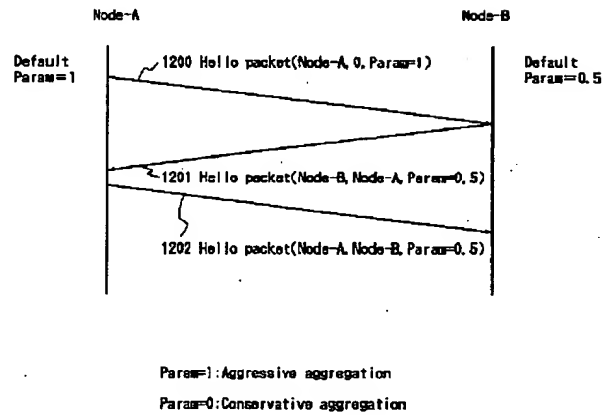 Node-A
Node-B
Default
Param=1
Default
Param=0.5
1200 Hello packet(Node-A, 0, Param=1)
1201 Hello packet(Node-B, Node-A, Param=0.5)
1202 Hello packet(Node-A, Node-B, Param=0.5)
Param=1:Aggressive aggregation
Param=0:Conservative aggregation